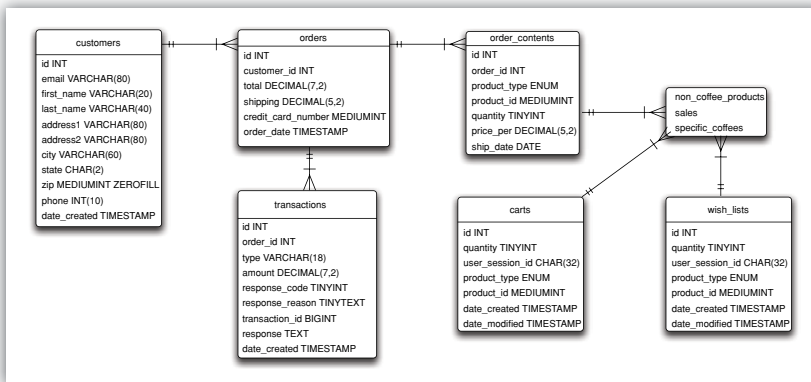 customers
id INT
email VARCHAR(80)
first_name VARCHAR(20)
last_name VARCHAR(40)
address1 VARCHAR(80)
address2 VARCHAR(80)
city VARCHAR(60)
state CHAR(2)
zip MEDIUMINT ZEROFILL
phone INT(10)
date_created TIMESTAMP
orders
id INT
customer_id INT
total DECIMAL(7,2)
shipping DECIMAL(5,2)
credit_card_number MEDIUMINT
order_date TIMESTAMP
order_contents
id INT
order_id INT
product_type ENUM
product_id MEDIUMINT
quantity TINYINT
price_per DECIMAL(5,2)
ship_date DATE
non_coffee_products
sales
specific_coffees
transactions
id INT
order_id INT
type VARCHAR(18)
amount DECIMAL(7,2)
response_code TINYINT
response_reason TINYTEXT
transaction_id BIGINT
response TEXT
date_created TIMESTAMP
carts
id INT
quantity TINYINT
user_session_id CHAR(32)
product_type ENUM
product_id MEDIUMINT
date_created TIMESTAMP
date_modified TIMESTAMP
wish_lists
id INT
quantity TINYINT
user_session_id CHAR(32)
product_type ENUM
product_id MEDIUMINT
date_created TIMESTAMP
date_modified TIMESTAMP